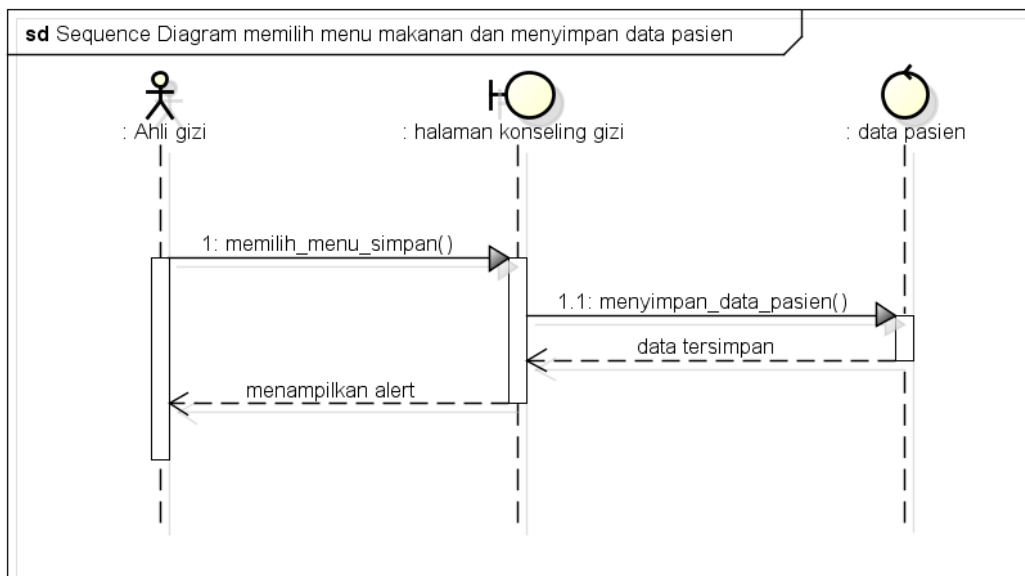 sd Sequence Diagram memilih menu makanan dan menyimpan data pasien
: Ahli gizi
: halaman konseling gizi
: data pasien
1: memilih_menu_simpan()
1.1: menyimpan_data_pasien()
data tersimpan
menampilkan alert